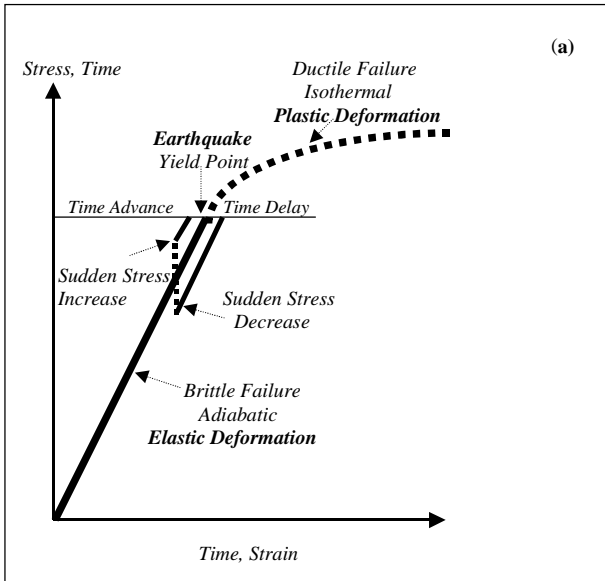 (a)
Stress, Time
Ductile Failure
Isothermal
Plastic Deformation
Earthquake
Yield Point
Time Advance
Time Delay
Sudden Stress
Increase
Sudden Stress
Decrease
Brittle Failure
Adiabatic
Elastic Deformation
Time, Strain